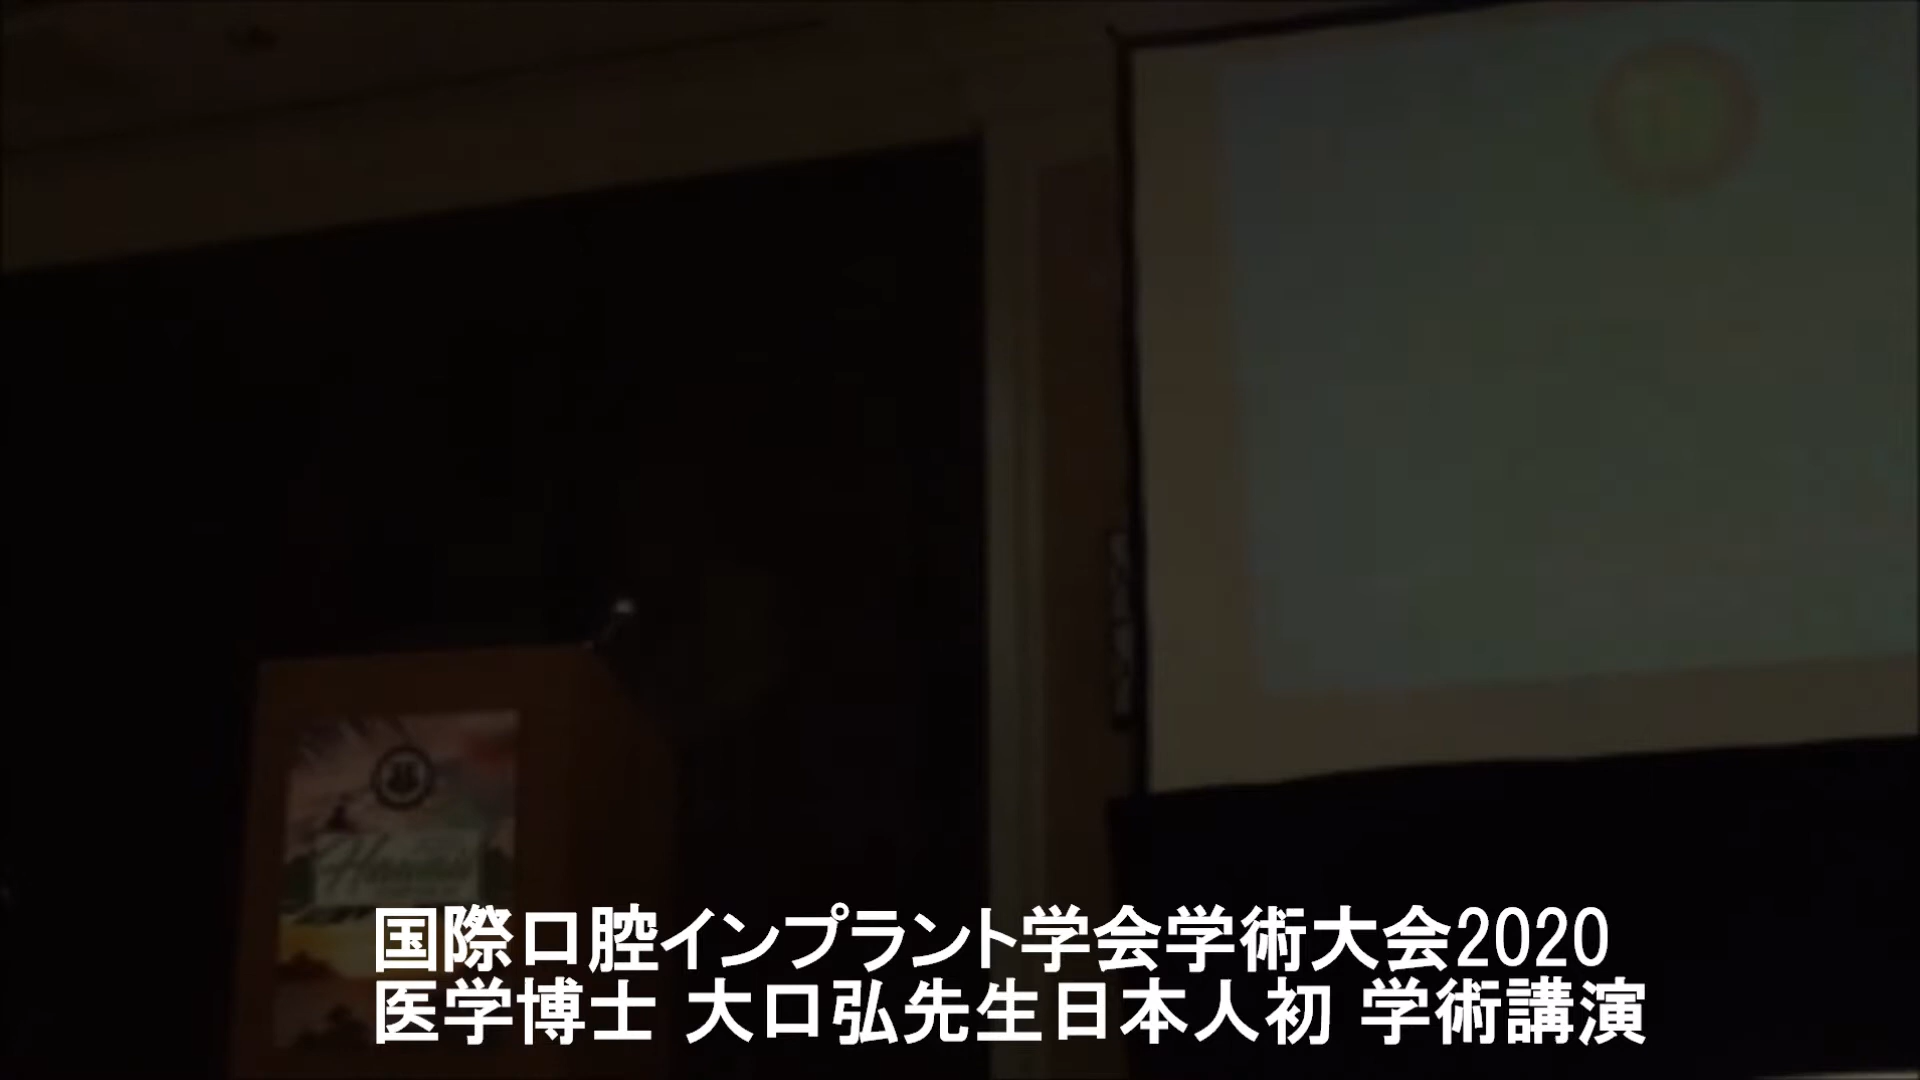 Hawaii
国際口腔インプラント学会学術大会2020
医学博士 大口弘先生日本人初 学術講演